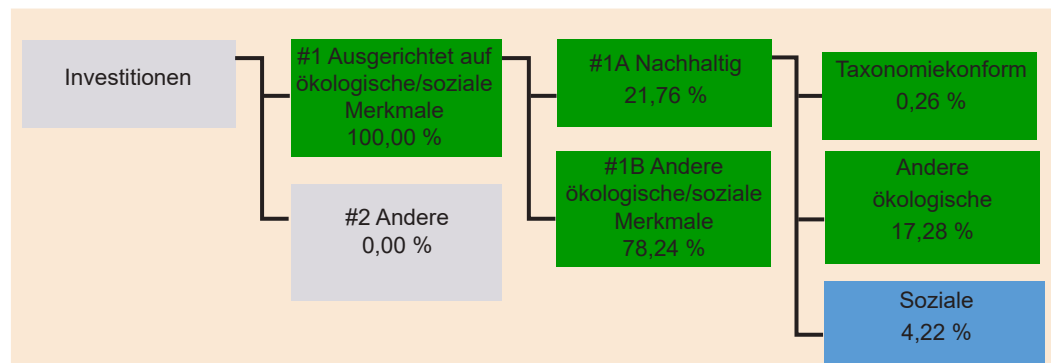 Investitionen
#1 Ausgerichtet auf
ökologische/soziale
Merkmale
100,00 %
#2 Andere
0,00 %
#1A Nachhaltig
21,76 %
#1B Andere
ökologische/soziale
Merkmale
78,24 %
Taxonomiekonform
0,26 %
Andere
ökologische
17,28 %
Soziale
4,22 %